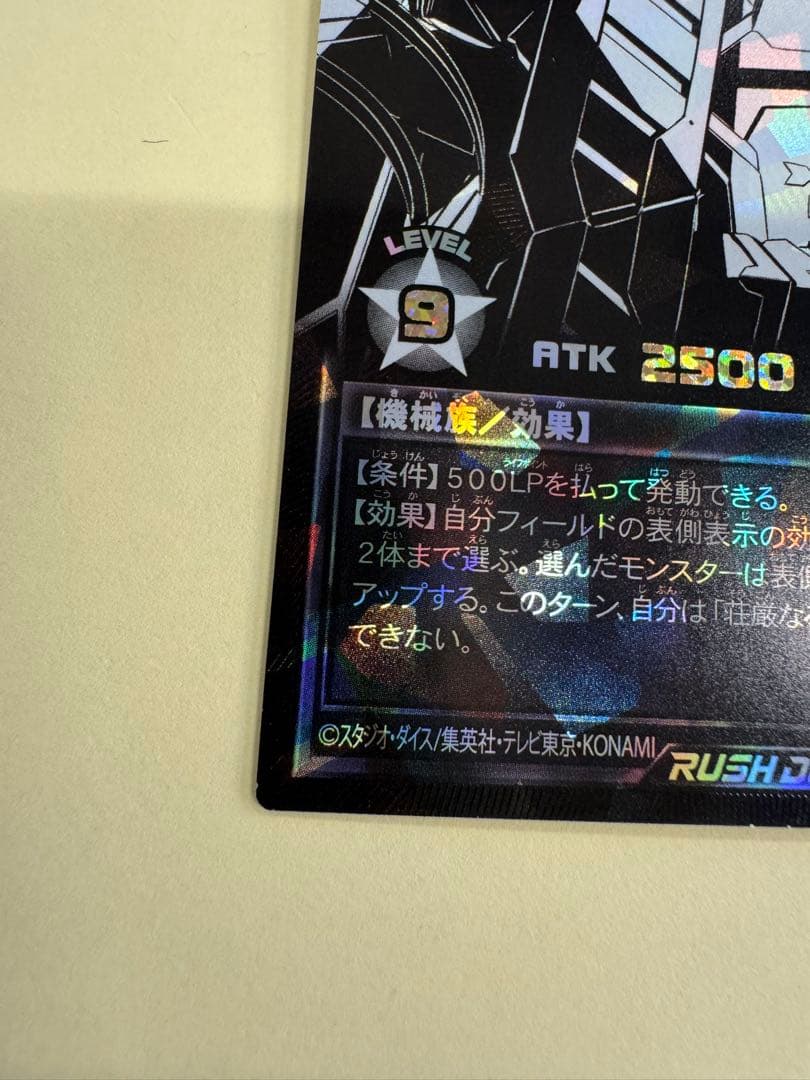 LEVEL
9
ATK 2500
【機械族／効果】
【条件】500LPを払って発動できる。
【効果】自分フィールドの表側表示の効
2体まで選ぶ。選んだモンスターは表側
アップする。このターン、自分は「荘厳な
できない。
©スタジオ・ダイス/集英社・テレビ東京・KONAMI
RUSH D